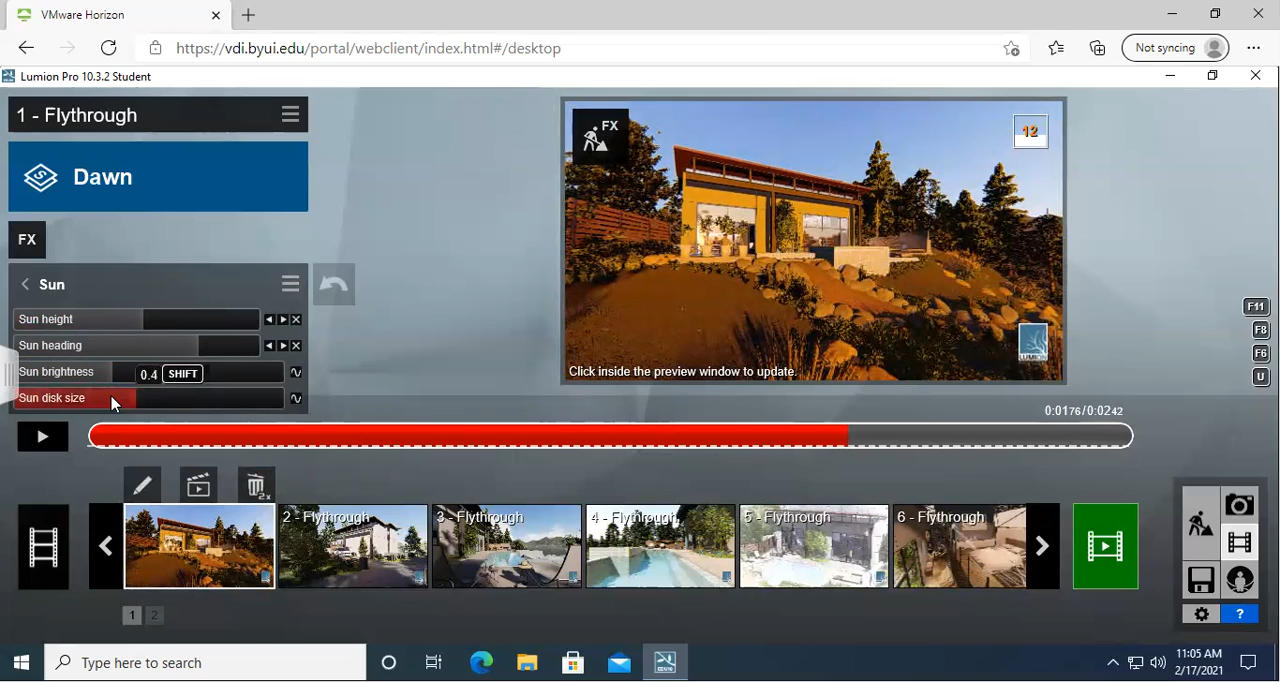 VMware Horizon
https://vdi.byui.edu/portal/webclient/index.html#/desktop
Not syncing
Lumion Pro 10.3.2 Student
1 - Flythrough
Dawn
FX
Sun
Sun height
Sun heading
Sun brightness
0.4 SHIFT
Sun disk size
FX
12
LUMION
Click inside the preview window to update.
F11
F8
F6
U
0:0176/0:0242
2x
2 - Flythrough
3 - Flythrough
4 - Flythrough
5 - Flythrough
6 - Flythrough
1 2
?
Type here to search
11:05 AM
2/17/2021